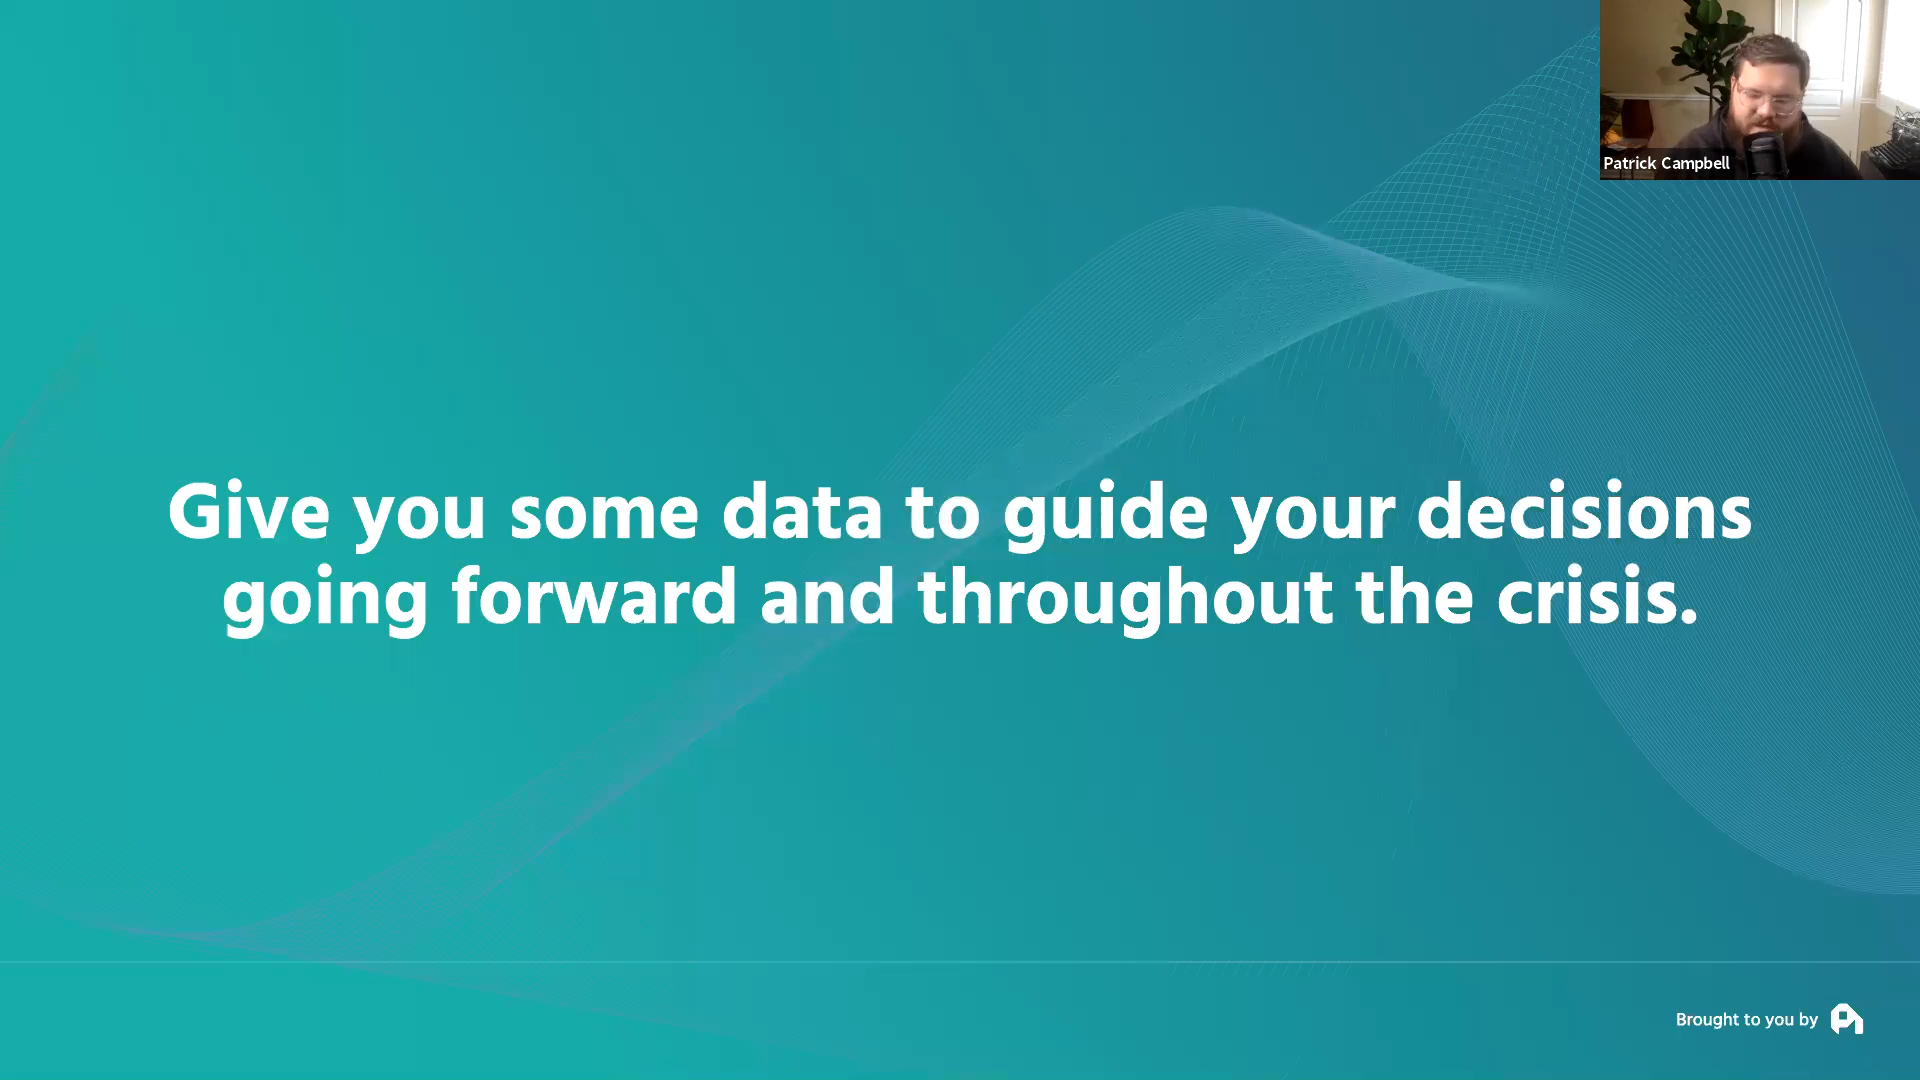 Patrick Campbell
Give you some data to guide your decisions
going forward and throughout the crisis.
Brought to you by